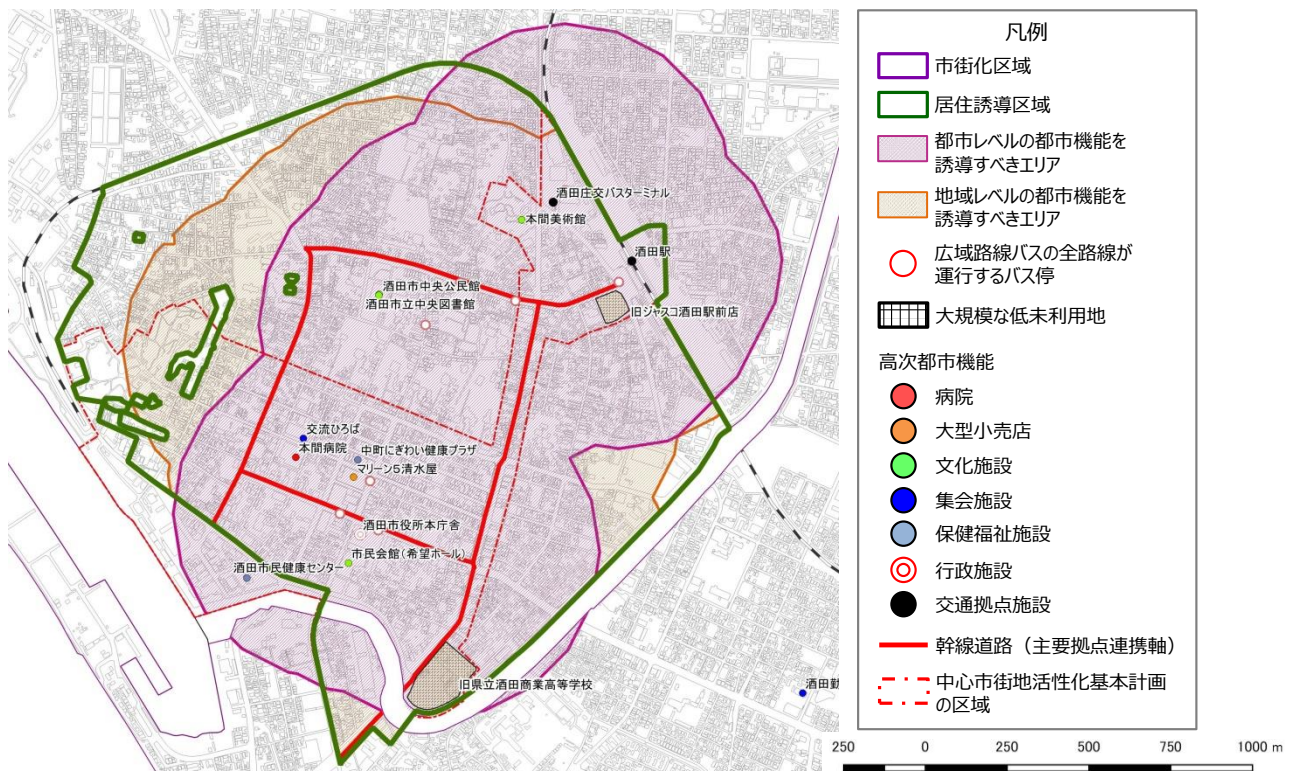 酒田庄交バスターミナル
本間美術館
酒田駅
酒田市中央公民館
酒田市立中央図書館
旧ジャスコ酒田駅前店
交流ひろば
本間病院
中町にぎわい健康プラザ
マリーン5清水屋
酒田市役所本庁舎
市民会館(希望ホール)
酒田市民健康センター
旧県立酒田商業高等学校
酒田勤
凡例
市街化区域
居住誘導区域
都市レベルの都市機能を
誘導すべきエリア
地域レベルの都市機能を
誘導すべきエリア
広域路線バスの全路線が
運行するバス停
大規模な低未利用地
高次都市機能
病院
大型小売店
文化施設
集会施設
保健福祉施設
行政施設
交通拠点施設
幹線道路(主要拠点連携軸)
中心市街地活性化基本計画
の区域
250 0 250 500 750 1000 m